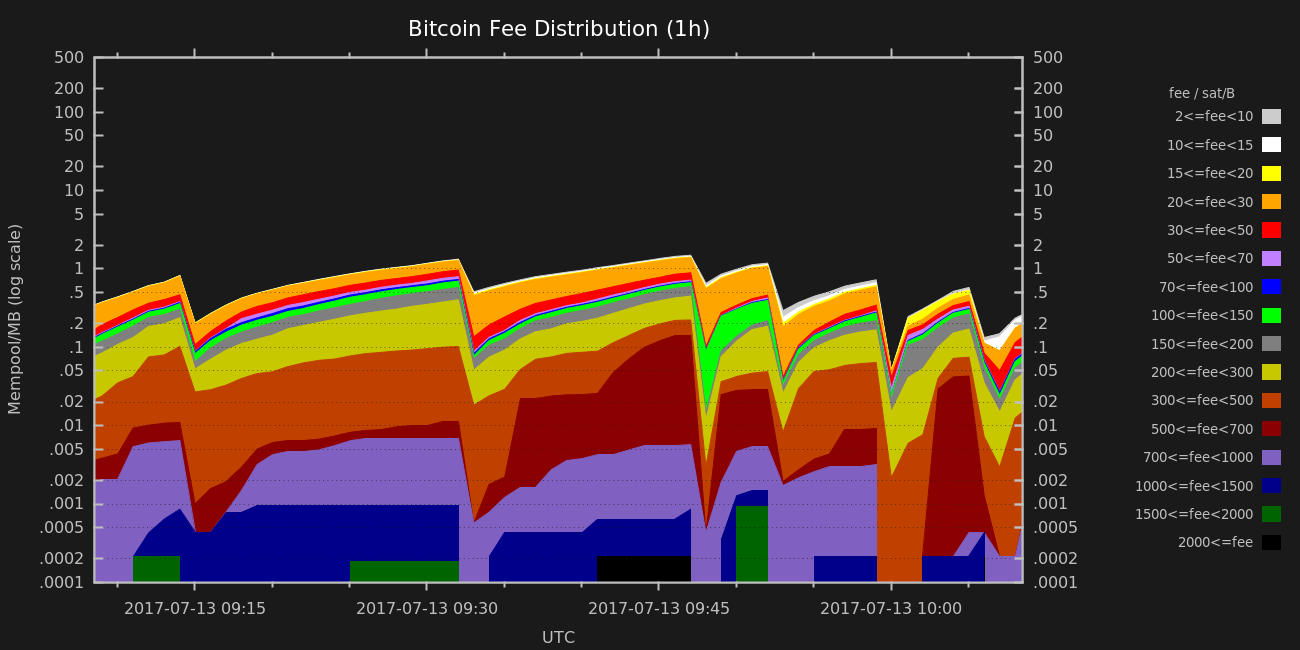 Bitcoin Fee Distribution (1h)
Mempool/MB (log scale)
500
200
100
50
20
10
5
2
1
.5
.2
.1
.05
.02
.01
.005
.002
.001
.0005
.0002
.0001
500
200
100
50
20
10
5
2
1
.5
.2
.1
.05
.02
.01
.005
.002
.001
.0005
.0002
.0001
fee / sat/B
2<=fee<10
10<=fee<15
15<=fee<20
20<=fee<30
30<=fee<50
50<=fee<70
70<=fee<100
100<=fee<150
150<=fee<200
200<=fee<300
300<=fee<500
500<=fee<700
700<=fee<1000
1000<=fee<1500
1500<=fee<2000
2000<=fee
2017-07-13 09:15 2017-07-13 09:30 2017-07-13 09:45 2017-07-13 10:00
UTC